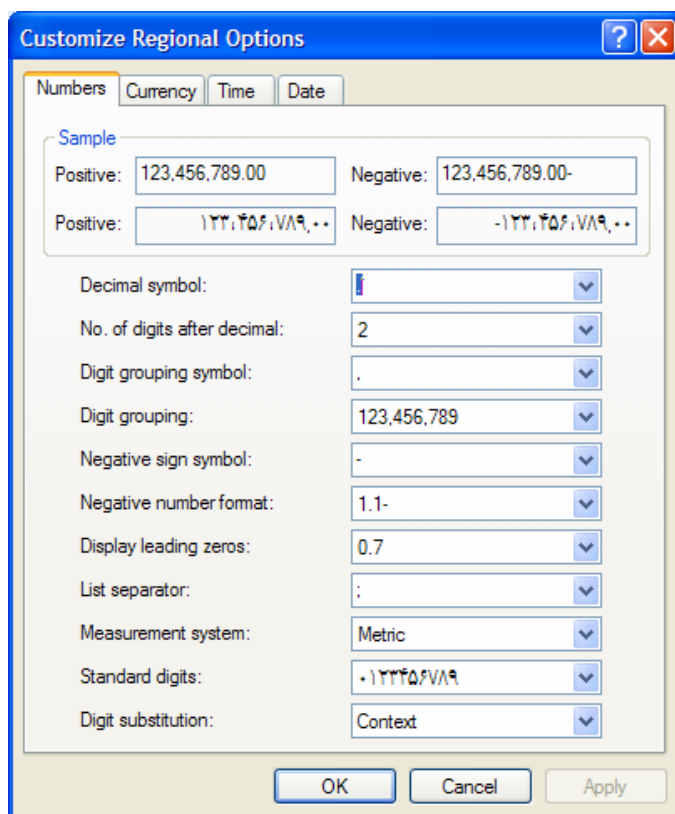 Customize Regional Options
Numbers Currency Time Date
Sample
Positive: 123,456,789.00 Negative: 123,456,789.00-
Positive: ۱۲۳،۴۵۶،۷۸۹.۰۰ Negative: -۱۲۳،۴۵۶،۷۸۹.۰۰
Decimal symbol: .
No. of digits after decimal: 2
Digit grouping symbol: ,
Digit grouping: 123,456,789
Negative sign symbol: -
Negative number format: 1.1-
Display leading zeros: 0.7
List separator: ;
Measurement system: Metric
Standard digits: ۰۱۲۳۴۵۶۷۸۹
Digit substitution: Context
OK Cancel Apply